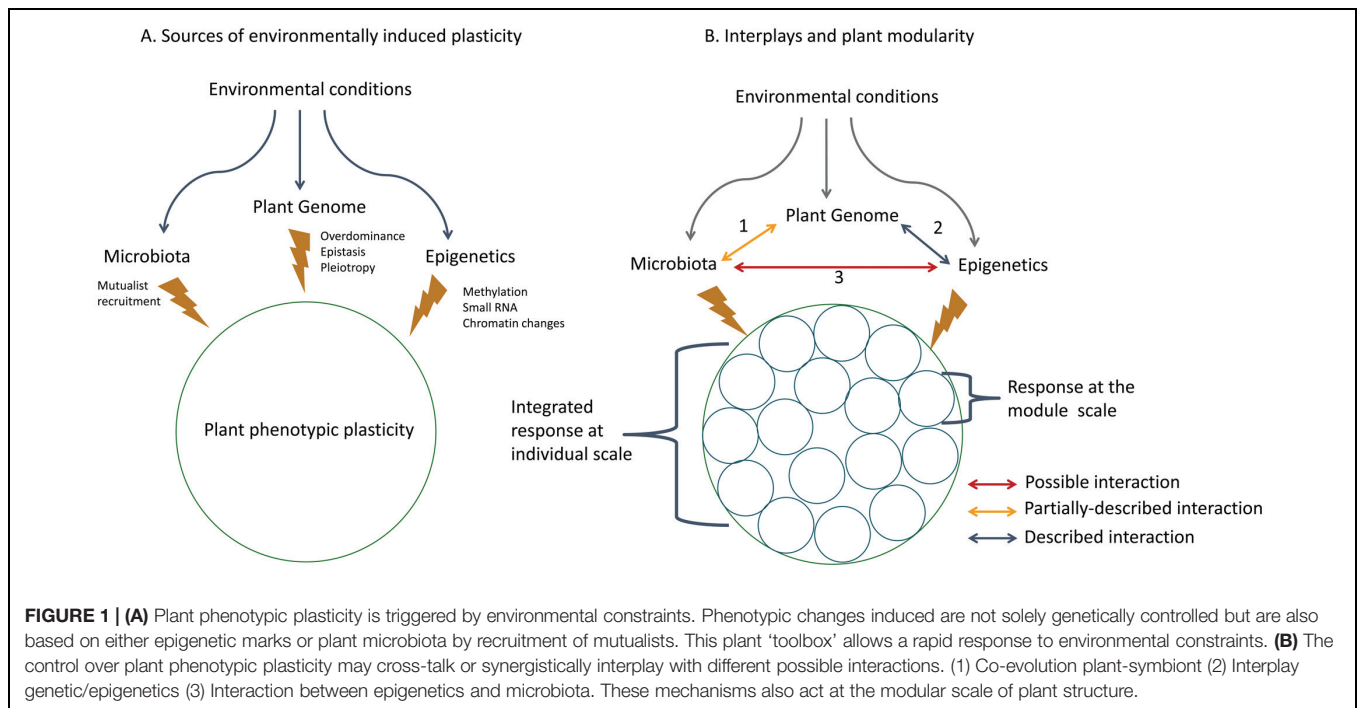 A. Sources of environmentally induced plasticity
Environmental conditions
Plant Genome
Overdominance
Epistasis
Pleiotropy
Microbiota
Mutualist
recruitment
Epigenetics
Methylation
Small RNA
Chromatin changes
Plant phenotypic plasticity
B. Interplays and plant modularity
Environmental conditions
Plant Genome
1
2
Microbiota
Epigenetics
3
Integrated
response at
individual scale
Response at the
module scale
Possible interaction
Partially-described interaction
Described interaction
FIGURE 1 | (A) Plant phenotypic plasticity is triggered by environmental constraints. Phenotypic changes induced are not solely genetically controlled but are also
based on either epigenetic marks or plant microbiota by recruitment of mutualists. This plant ‘toolbox’ allows a rapid response to environmental constraints. (B) The
control over plant phenotypic plasticity may cross-talk or synergistically interplay with different possible interactions. (1) Co-evolution plant-symbiont (2) Interplay
genetic/epigenetics (3) Interaction between epigenetics and microbiota. These mechanisms also act at the modular scale of plant structure.